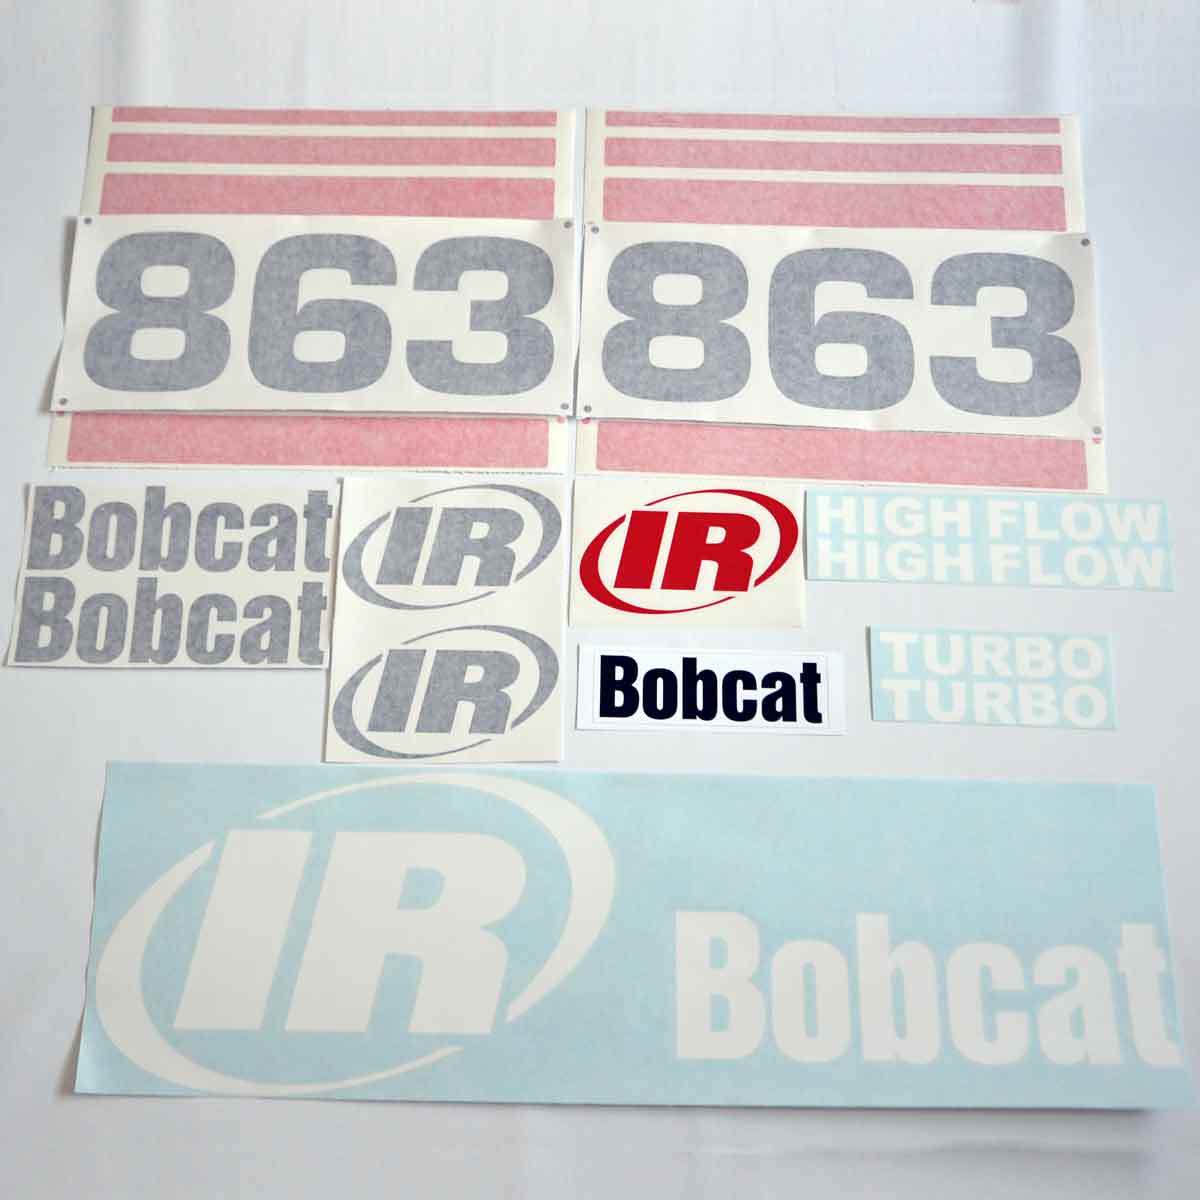 863
863
Bobcat
Bobcat
IR
IR
IR
Bobcat
HIGH FLOW
HIGH FLOW
TURBO
TURBO
IR Bobcat